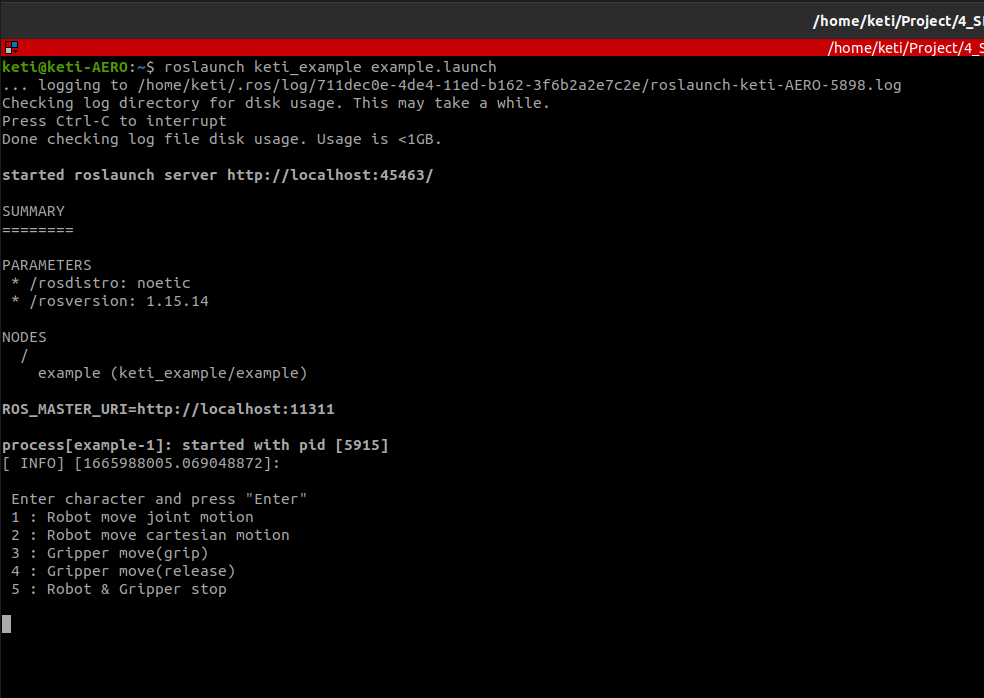 /home/keti/Project/4_S
/home/keti/Project/4_S
keti@keti-AERO:~$ roslaunch keti_example example.launch
... logging to /home/keti/.ros/log/711dec0e-4de4-11ed-b162-3f6b2a2e7c2e/roslaunch-keti-AERO-5898.log
Checking log directory for disk usage. This may take a while.
Press Ctrl-C to interrupt
Done checking log file disk usage. Usage is <1GB.
started roslaunch server http://localhost:45463/
SUMMARY
========
PARAMETERS
* /rosdistro: noetic
* /rosversion: 1.15.14
NODES
/
example (keti_example/example)
ROS_MASTER_URI=http://localhost:11311
process[example-1]: started with pid [5915]
[ INFO] [1665988005.069048872]:
Enter character and press "Enter"
1 : Robot move joint motion
2 : Robot move cartesian motion
3 : Gripper move(grip)
4 : Gripper move(release)
5 : Robot & Gripper stop